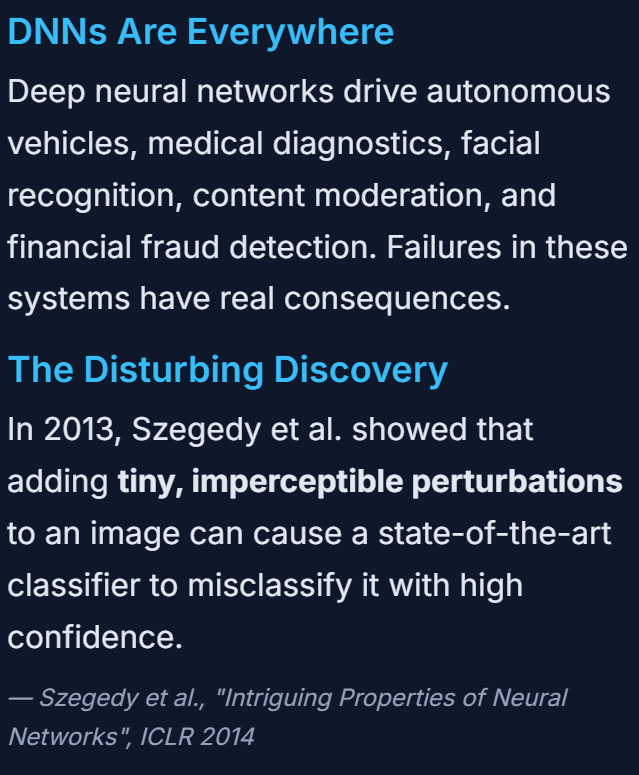 DNNs Are Everywhere
Deep neural networks drive autonomous
vehicles, medical diagnostics, facial
recognition, content moderation, and
financial fraud detection. Failures in these
systems have real consequences.
The Disturbing Discovery
In 2013, Szegedy et al. showed that
adding tiny, imperceptible perturbations
to an image can cause a state-of-the-art
classifier to misclassify it with high
confidence.
— Szegedy et al., "Intriguing Properties of Neural
Networks", ICLR 2014